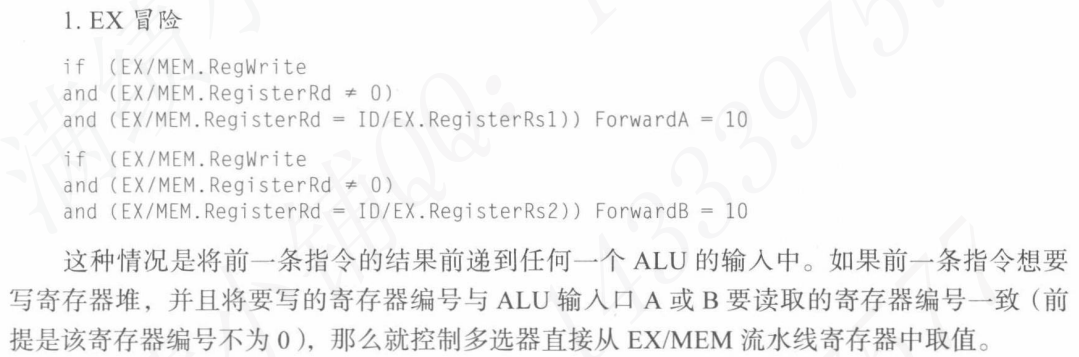 1. EX 冒险
if (EX/MEM.RegWrite
and (EX/MEM.RegisterRd ≠ 0)
and (EX/MEM.RegisterRd = ID/EX.RegisterRs1)) ForwardA = 10
if (EX/MEM.RegWrite
and (EX/MEM.RegisterRd ≠ 0)
and (EX/MEM.RegisterRd = ID/EX.RegisterRs2)) ForwardB = 10
这种情况是将前一条指令的结果前递到任何一个 ALU 的输入中。如果前一条指令想要
写寄存器堆，并且将要写的寄存器编号与 ALU 输入口 A 或 B 要读取的寄存器编号一致（前
提是该寄存器编号不为 0），那么就控制多选器直接从 EX/MEM 流水线寄存器中取值。